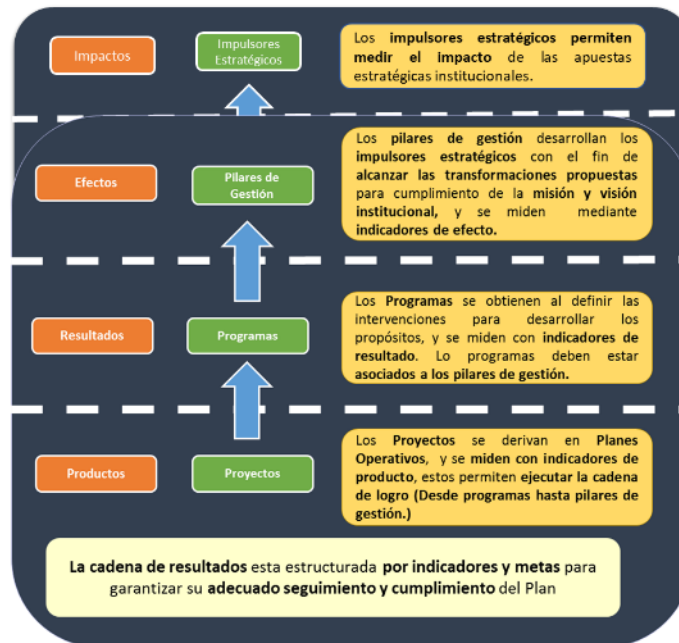 Impactos
Impulsores
Estratégicos
Los impulsores estratégicos permiten
medir el impacto de las apuestas
estratégicas institucionales.
Efectos
Pilares de
Gestión
Los pilares de gestión desarrollan los
impulsores estratégicos con el fin de
alcanzar las transformaciones propuestas
para cumplimiento de la misión y visión
institucional, y se miden mediante
indicadores de efecto.
Resultados
Programas
Los Programas se obtienen al definir las
intervenciones para desarrollar los
propósitos, y se miden con indicadores de
resultado. Lo programas deben estar
asociados a los pilares de gestión.
Productos
Proyectos
Los Proyectos se derivan en Planes
Operativos, y se miden con indicadores de
producto, estos permiten ejecutar la cadena
de logro (Desde programas hasta pilares de
gestión.)
La cadena de resultados esta estructurada por indicadores y metas para
garantizar su adecuado seguimiento y cumplimiento del Plan